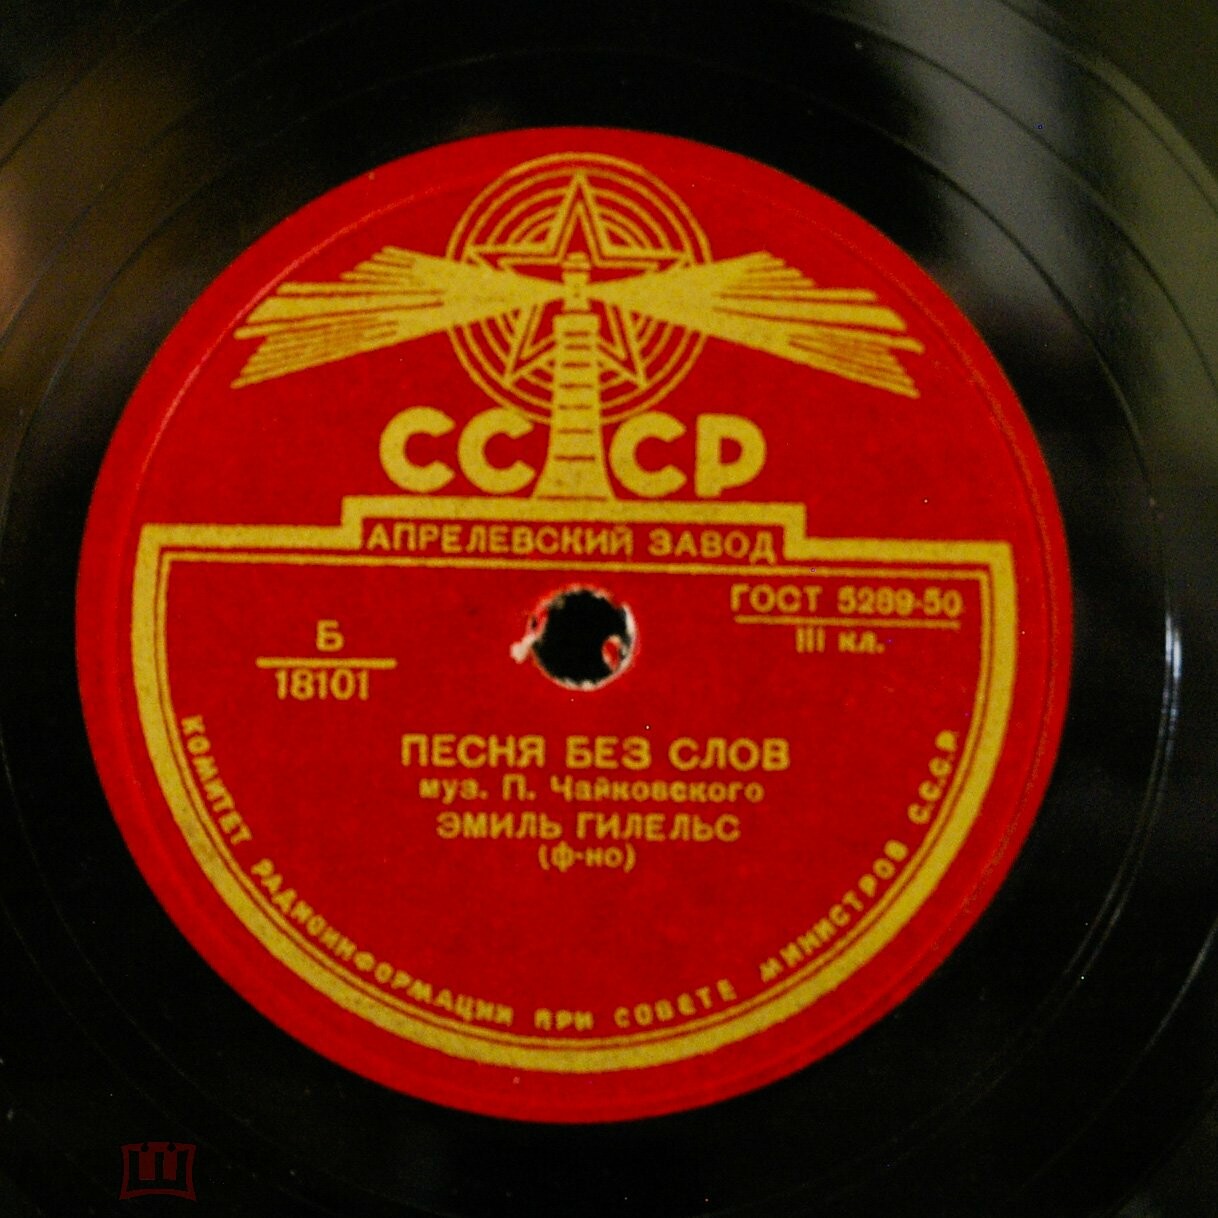 СССР
АПРЕЛЕВСКИЙ ЗАВОД
ГОСТ 5289-50
III кл.
Б
18101
ПЕСНЯ БЕЗ СЛОВ
муз. П. Чайковского
ЭМИЛЬ ГИЛЕЛЬС
(ф-но)
КОМИТЕТ РАДИОИНФОРМАЦИИ ПРИ СОВЕТЕ МИНИСТРОВ С.С.С.Р.
Ш